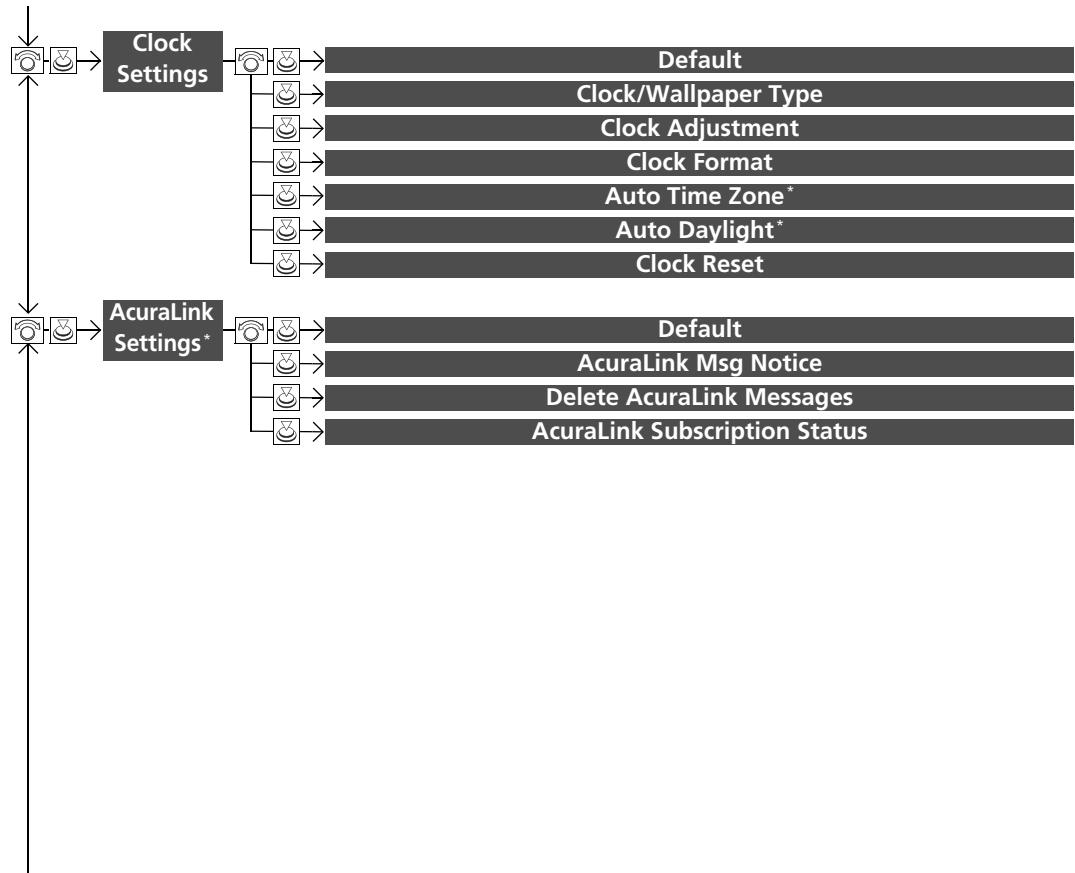 Clock
Settings
Default
Clock/Wallpaper Type
Clock Adjustment
Clock Format
Auto Time Zone*
Auto Daylight*
Clock Reset
AcuraLink
Settings*
Default
AcuraLink Msg Notice
Delete AcuraLink Messages
AcuraLink Subscription Status